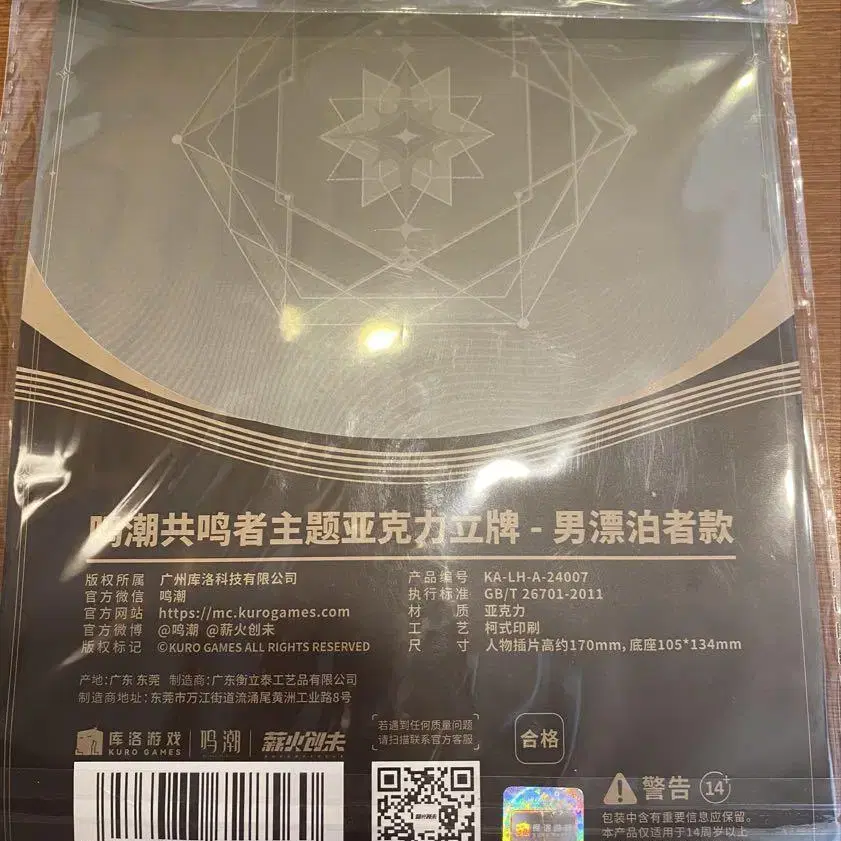 鸣潮共鸣者主题亚克力立牌 - 男漂泊者款
版权所属 广州库洛科技有限公司
官方微信 鸣潮
官方网站 https://mc.kurogames.com
官方微博 @鸣潮 @薪火创未
版权标记 ©KURO GAMES ALL RIGHTS RESERVED
产品编号 KA-LH-A-24007
执行标准 GB/T 26701-2011
材 质 亚克力
工 艺 柯式印刷
尺 寸 人物插片高约170mm, 底座105*134mm
产地:广东 东莞 制造商:广东衡立泰工艺品有限公司
制造商地址:东莞市万江街道流涌尾黄洲工业路8号
库洛游戏
KURO GAMES
鸣潮
薪火创未
若遇到任何质量问题
请扫描联系官方客服
合格
薪火创未
库洛游戏
KURO GAMES
警告 14+
包装中含有重要信息应保留。
本产品仅适用于14周岁以上